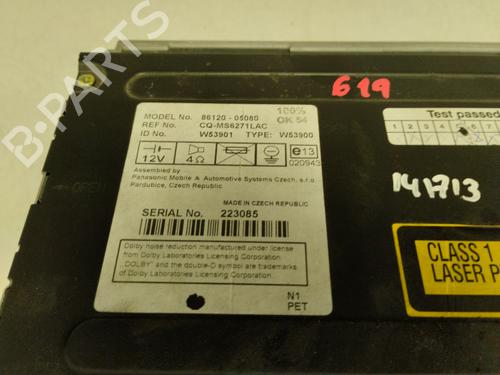 B-PARTS
619
MODEL No. 86120 - 05080
100%
OK 54
REF No. CQ-MS6271LAC
ID No. W53901 TYPE: W53900
Test passed
1 2 3 4 5 6 7 8
12V 4Ω e13
020943
Assembled by
Panasonic Mobile & Automotive Systems Czech, s.r.o.
Pardubice, Czech Republic
141713
OPEN
MADE IN CZECH REPUBLIC
SERIAL No. 223085
Dolby noise reduction manufactured under license
from Dolby Laboratories Licensing Corporation.
„DOLBY" and the double-D symbol are trademarks
of Dolby Laboratories Licensing Corporation.
CLASS 1
LASER P
N1
PET